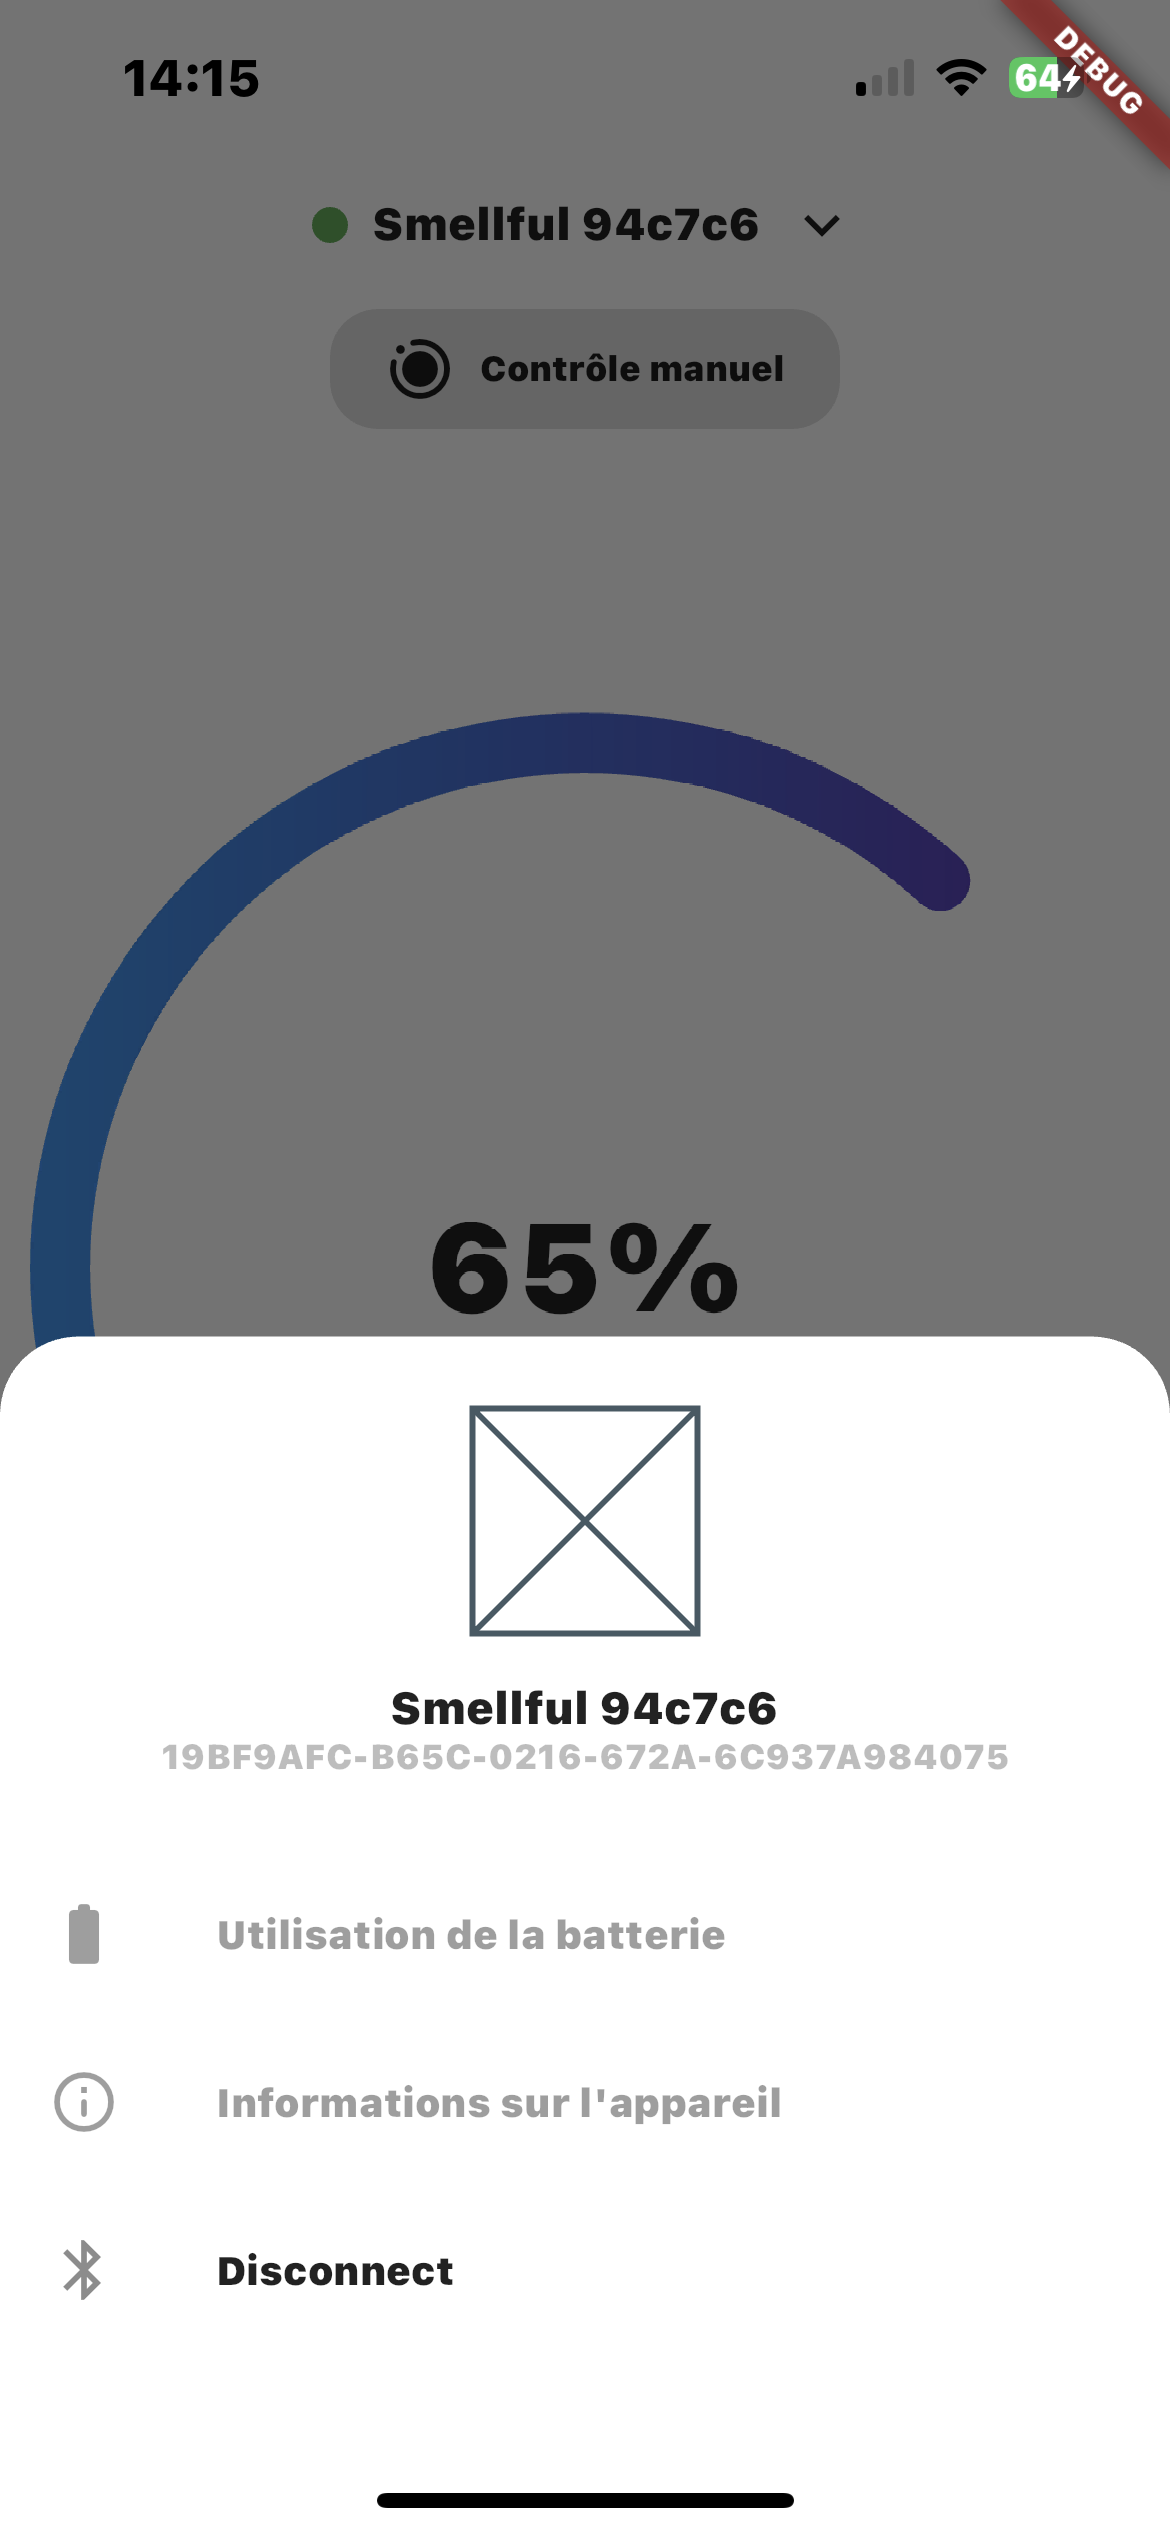 14:15
64
DEBUG
Smellful 94c7c6
Contrôle manuel
65%
Smellful 94c7c6
19BF9AFC-B65C-0216-672A-6C937A984075
Utilisation de la batterie
Informations sur l'appareil
Disconnect